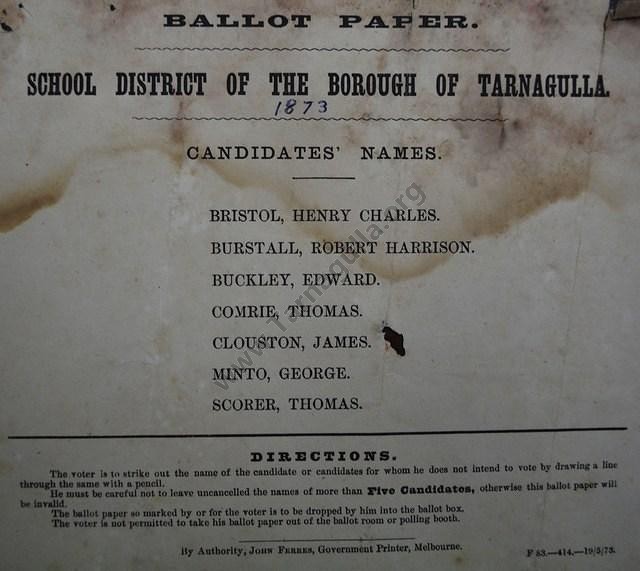 BALLOT PAPER.
SCHOOL DISTRICT OF THE BOROUGH OF TARNAGULLA.
1873
CANDIDATES' NAMES.
BRISTOL, HENRY CHARLES.
BURSTALL, ROBERT HARRISON.
BUCKLEY, EDWARD.
COMRIE, THOMAS.
CLOUSTON, JAMES.
MINTO, GEORGE.
SCORER, THOMAS.
www.Tarnagulla.org
DIRECTIONS.
The voter is to strike out the name of the candidate or candidates for whom he does not intend to vote by drawing a line
through the same with a pencil.
He must be careful not to leave uncancelled the names of more than Five Candidates, otherwise this ballot paper will
be invalid.
The ballot paper so marked by or for the voter is to be dropped by him into the ballot box.
The voter is not permitted to take his ballot paper out of the ballot room or polling booth.
By Authority, JOHN FERRES, Government Printer, Melbourne.
F 83.—414.—19/5/73.